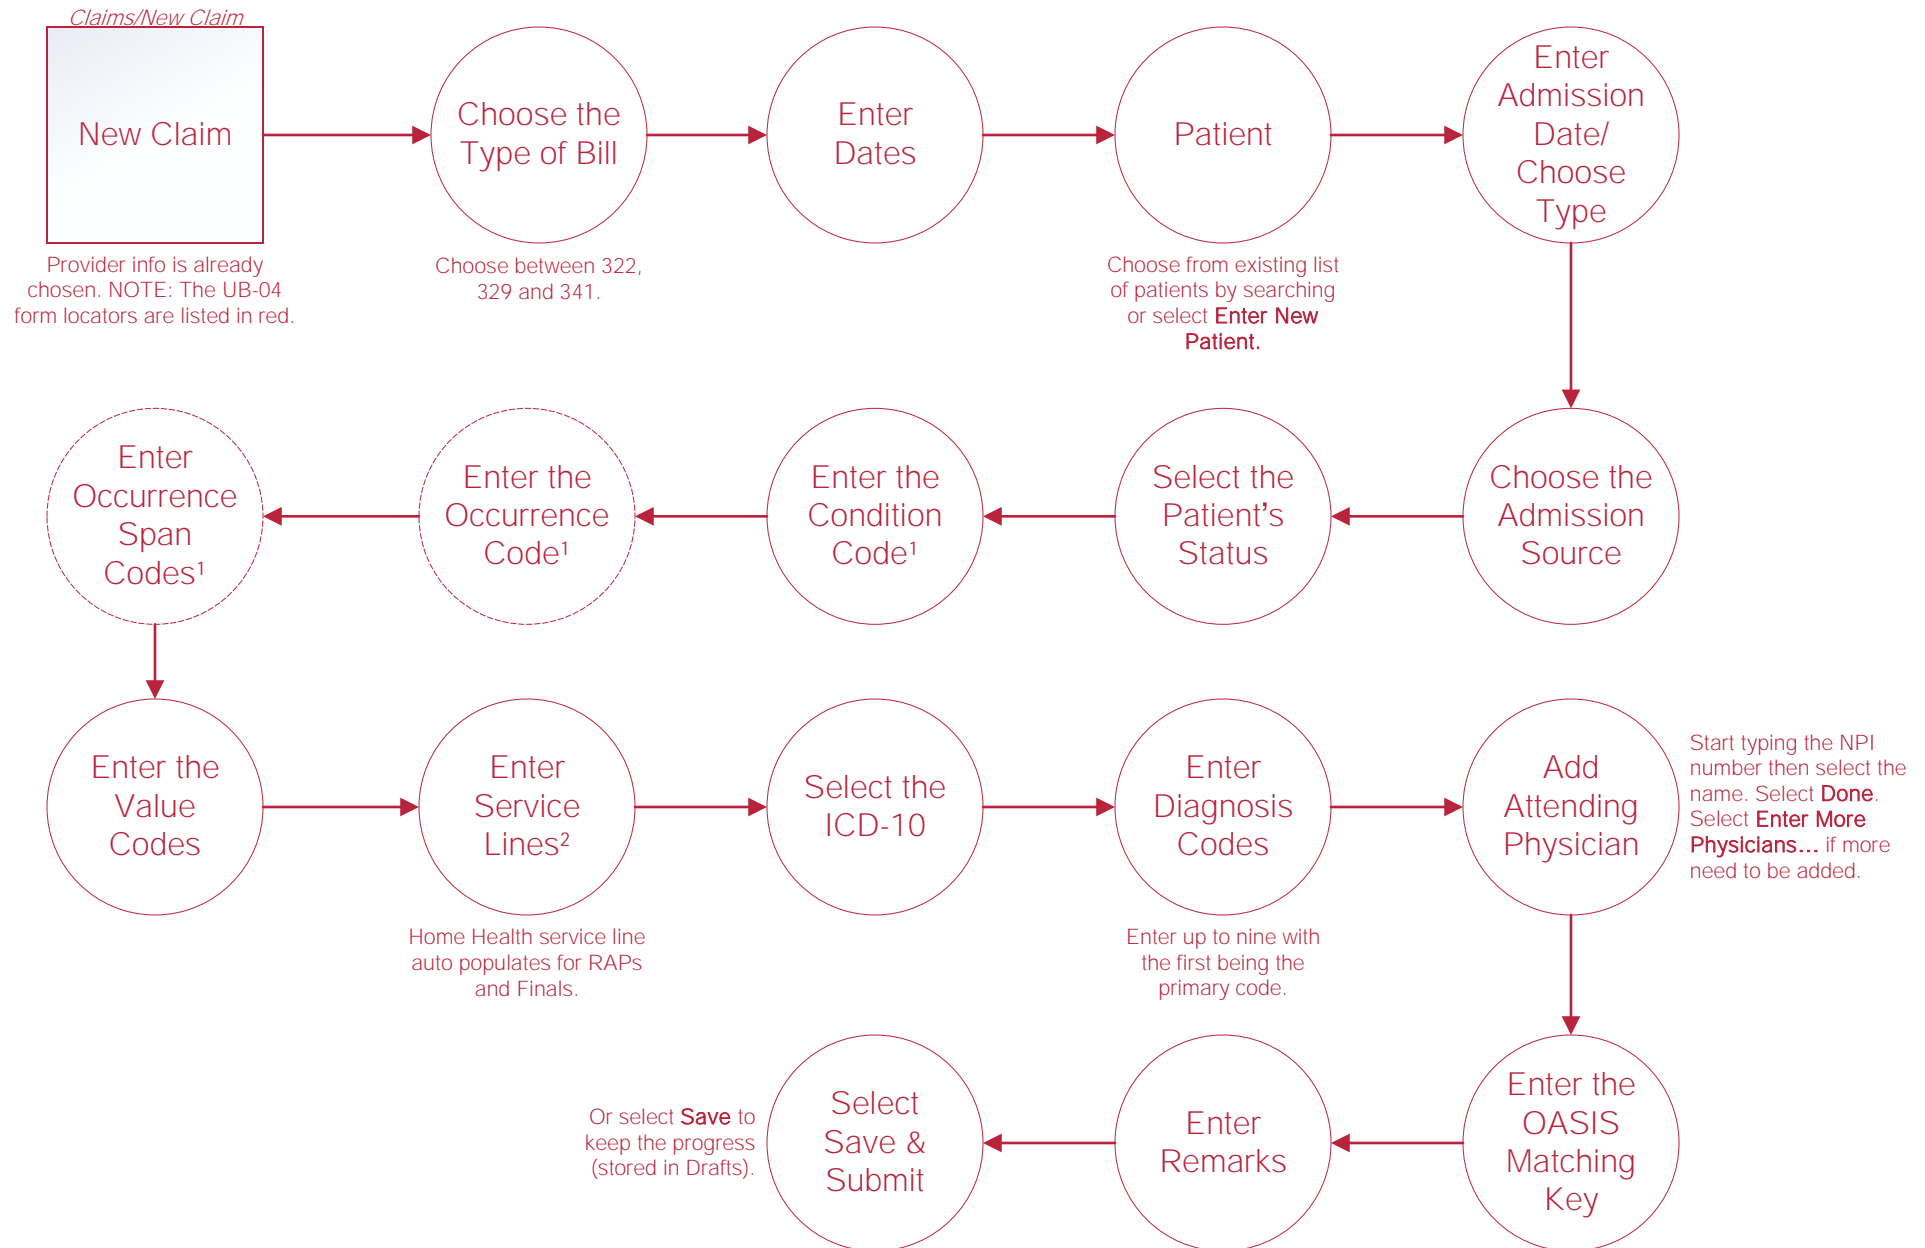 Claims/New Claim
New Claim
Provider info is already
chosen. NOTE: The UB-04
form locators are listed in red.
Choose the
Type of Bill
Choose between 322,
329 and 341.
Enter
Dates
Patient
Choose from existing list
of patients by searching
or select Enter New
Patient.
Enter
Admission
Date/
Choose
Type
Choose the
Admission
Source
Select the
Patient's
Status
Enter the
Condition
Code¹
Enter the
Occurrence
Code¹
Enter
Occurrence
Span
Codes¹
Enter the
Value
Codes
Enter
Service
Lines²
Home Health service line
auto populates for RAPs
and Finals.
Select the
ICD-10
Enter
Diagnosis
Codes
Enter up to nine with
the first being the
primary code.
Add
Attending
Physician
Start typing the NPI
number then select the
name. Select Done.
Select Enter More
Physicians... if more
need to be added.
Enter the
OASIS
Matching
Key
Enter
Remarks
Select
Save &
Submit
Or select Save to
keep the progress
(stored in Drafts).